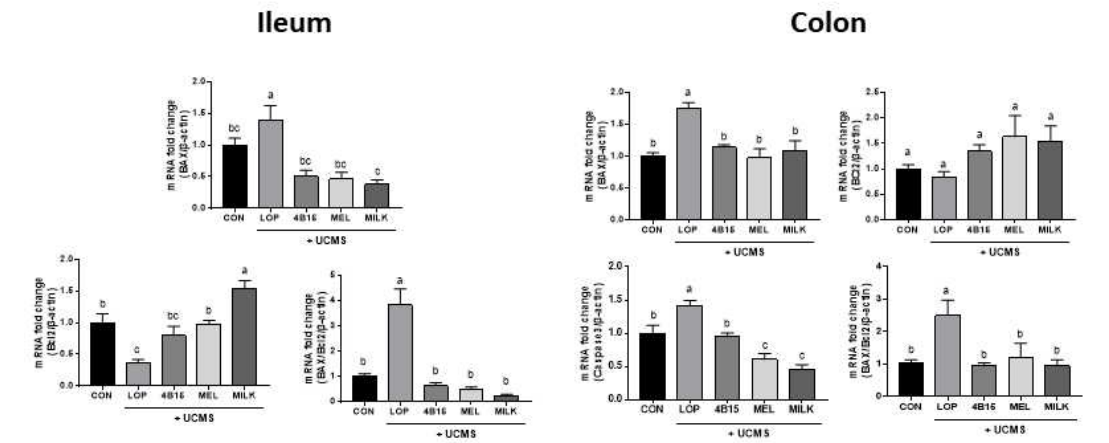 Ileum
Colon
mRNA fold change
(BAX/β-actin)
2.0
1.5
1.0
0.5
0.0
bc
a
bc
bc
c
CON
LOP
4B15
MEL
MILK
+ UCMS
mRNA fold change
(Bcl2/β-actin)
2.0
1.5
1.0
0.5
0.0
b
c
bc
b
a
CON
LOP
4B15
MEL
MILK
+ UCMS
mRNA fold change
(BAX/Bcl2/β-actin)
4
3
2
1
0
b
a
b
b
b
CON
LOP
4B15
MEL
MILK
+ UCMS
mRNA fold change
(BAX/β-actin)
2.0
1.5
1.0
0.5
0.0
b
a
b
b
b
CON
LOP
4B15
MEL
MILK
+ UCMS
mRNA fold change
(BCl2/β-actin)
2.5
2.0
1.5
1.0
0.5
0.0
a
a
a
a
a
CON
LOP
4B15
MEL
MILK
+ UCMS
mRNA fold change
(Caspase3/β-actin)
2.0
1.5
1.0
0.5
0.0
b
a
b
c
c
CON
LOP
4B15
MEL
MILK
+ UCMS
mRNA fold change
(BAX/Bcl2/β-actin)
4
3
2
1
0
b
a
b
b
b
CON
LOP
4B15
MEL
MILK
+ UCMS